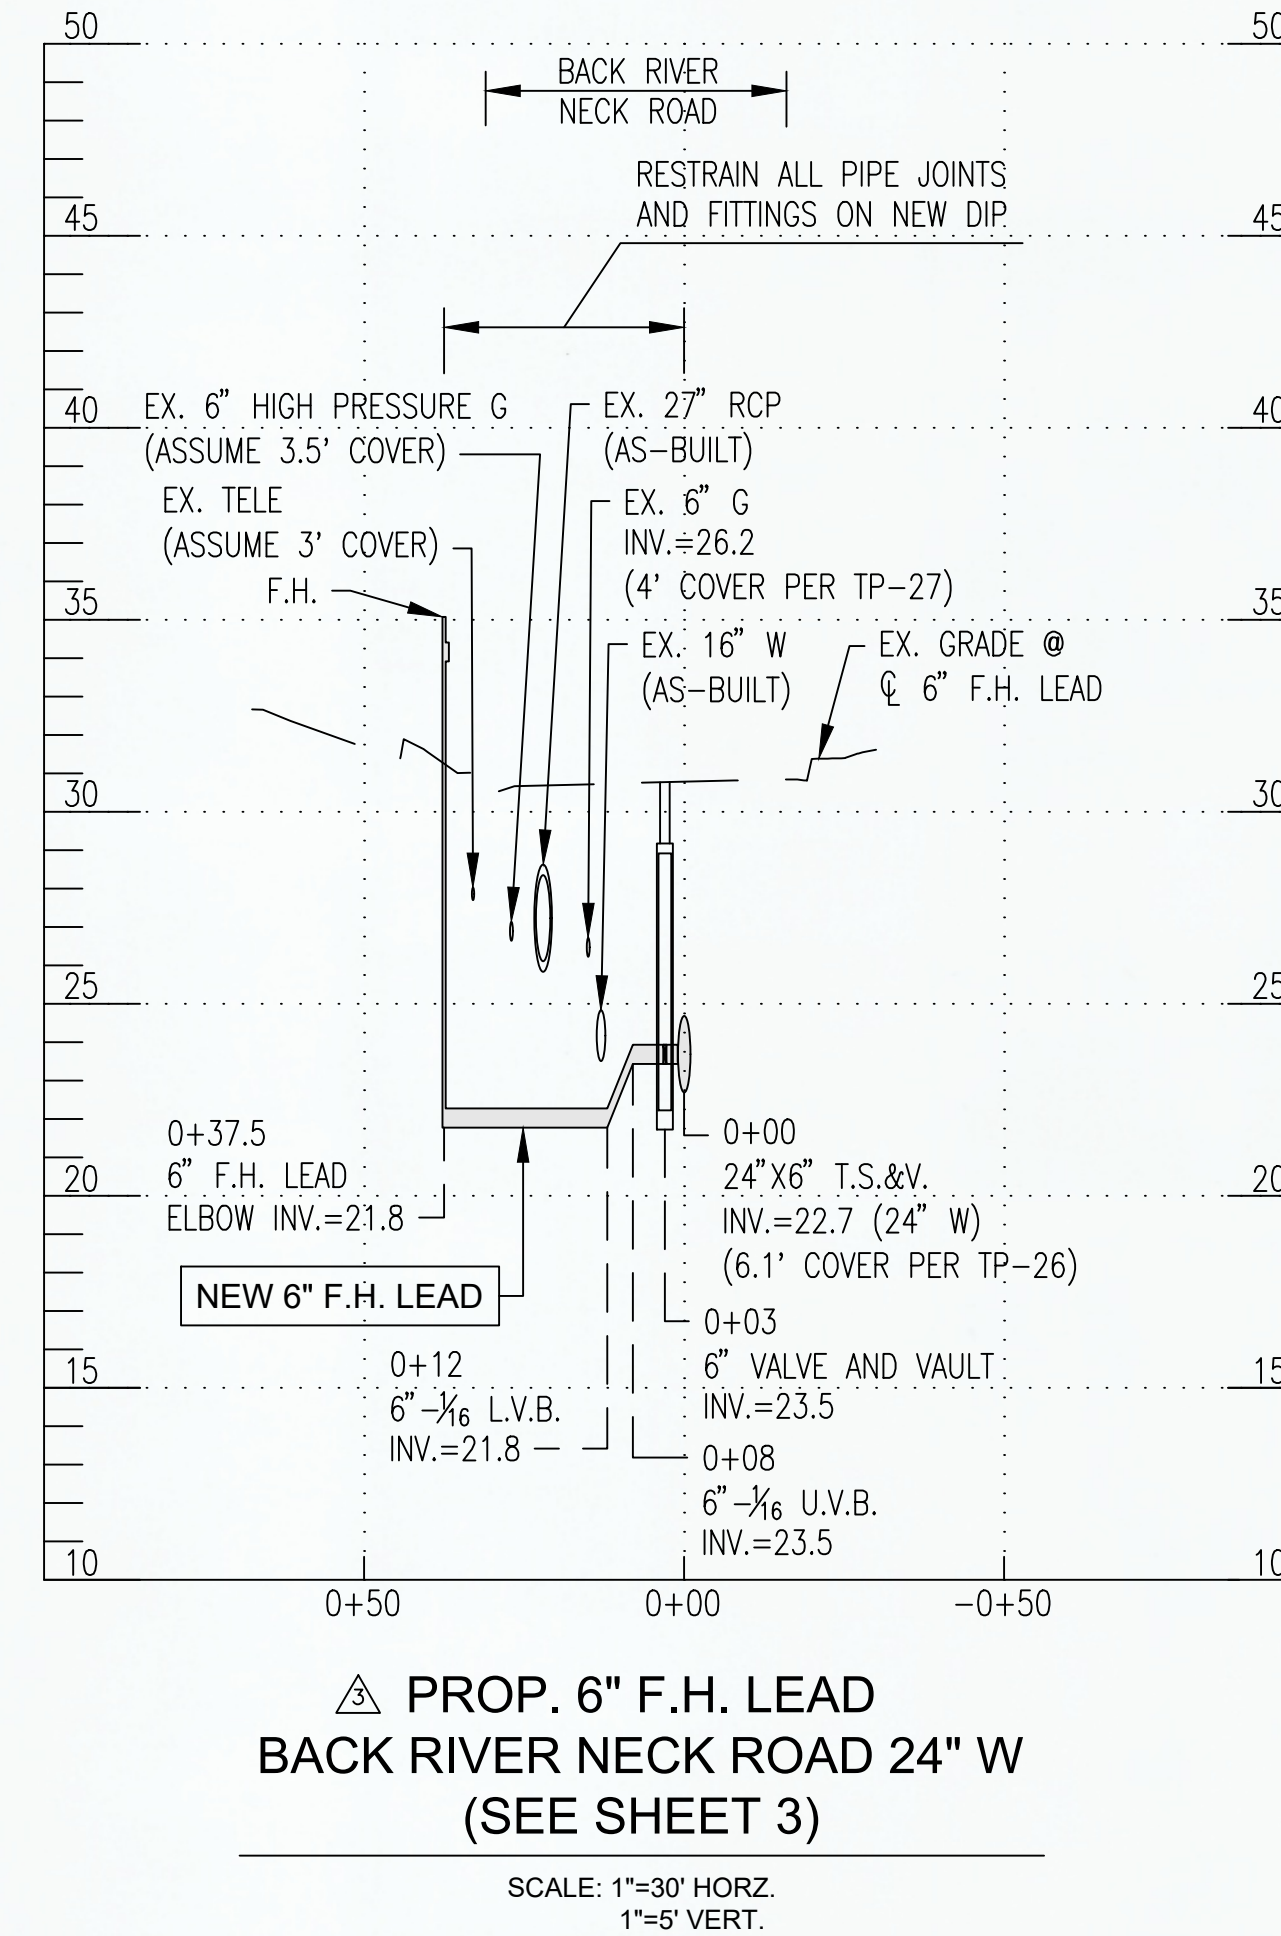 50
50
BACK RIVER
NECK ROAD
RESTRAIN ALL PIPE JOINTS
AND FITTINGS ON NEW DIP
45
45
EX. 6" HIGH PRESSURE G
(ASSUME 3.5' COVER)
EX. 27" RCP
(AS-BUILT)
40
40
EX. TELE
(ASSUME 3' COVER)
EX. 6" G
INV.=26.2
(4' COVER PER TP-27)
F.H.
35
35
EX. 16" W
(AS-BUILT)
EX. GRADE @
℄ 6" F.H. LEAD
30
30
25
25
0+37.5
6" F.H. LEAD
ELBOW INV.=21.8
0+00
24"X6" T.S.&V.
INV.=22.7 (24" W)
(6.1' COVER PER TP-26)
20
20
NEW 6" F.H. LEAD
0+03
6" VALVE AND VAULT
INV.=23.5
0+12
6"-1/16 L.V.B.
INV.=21.8
15
15
0+08
6"-1/16 U.V.B.
INV.=23.5
10
10
0+50
0+00
-0+50
3 PROP. 6" F.H. LEAD
BACK RIVER NECK ROAD 24" W
(SEE SHEET 3)
SCALE: 1"=30' HORZ.
1"=5' VERT.